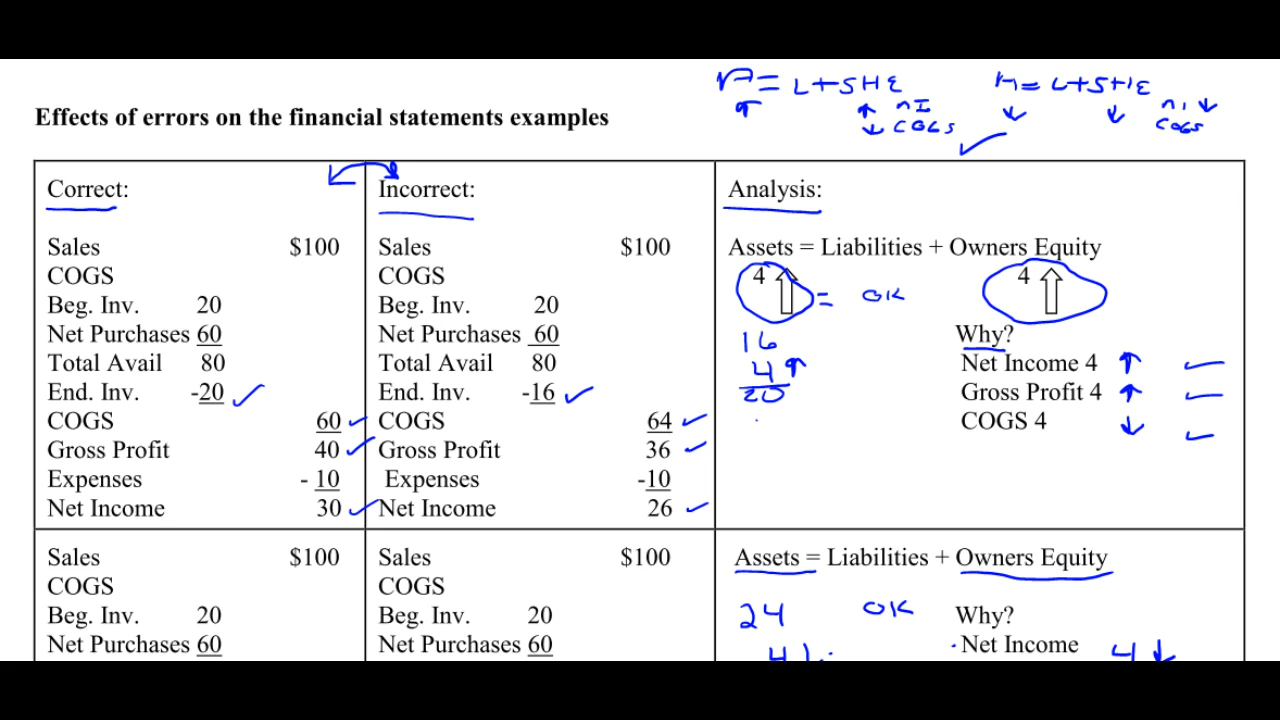 A = L + SHE A = L + SHE
↑ ↑ NI ↓ ↓ NI ↓
↓ COGS COGS
Effects of errors on the financial statements examples
Correct:
Sales $100
COGS
Beg. Inv. 20
Net Purchases 60
Total Avail 80
End. Inv. -20 ✓
COGS 60 ✓
Gross Profit 40 ✓
Expenses - 10
Net Income 30 ✓
Incorrect:
Sales $100
COGS
Beg. Inv. 20
Net Purchases 60
Total Avail 80
End. Inv. -16 ✓
COGS 64 ✓
Gross Profit 36 ✓
Expenses -10
Net Income 26 ✓
Analysis:
Assets = Liabilities + Owners Equity
4 ↑ = OK 4 ↑
16
4 ↑
20
Why?
Net Income 4 ↑ ✓
Gross Profit 4 ↑ ✓
COGS 4 ↓ ✓
Sales $100
COGS
Beg. Inv. 20
Net Purchases 60
Sales $100
COGS
Beg. Inv. 20
Net Purchases 60
Assets = Liabilities + Owners Equity
24 OK Why?
Net Income 4 ↓